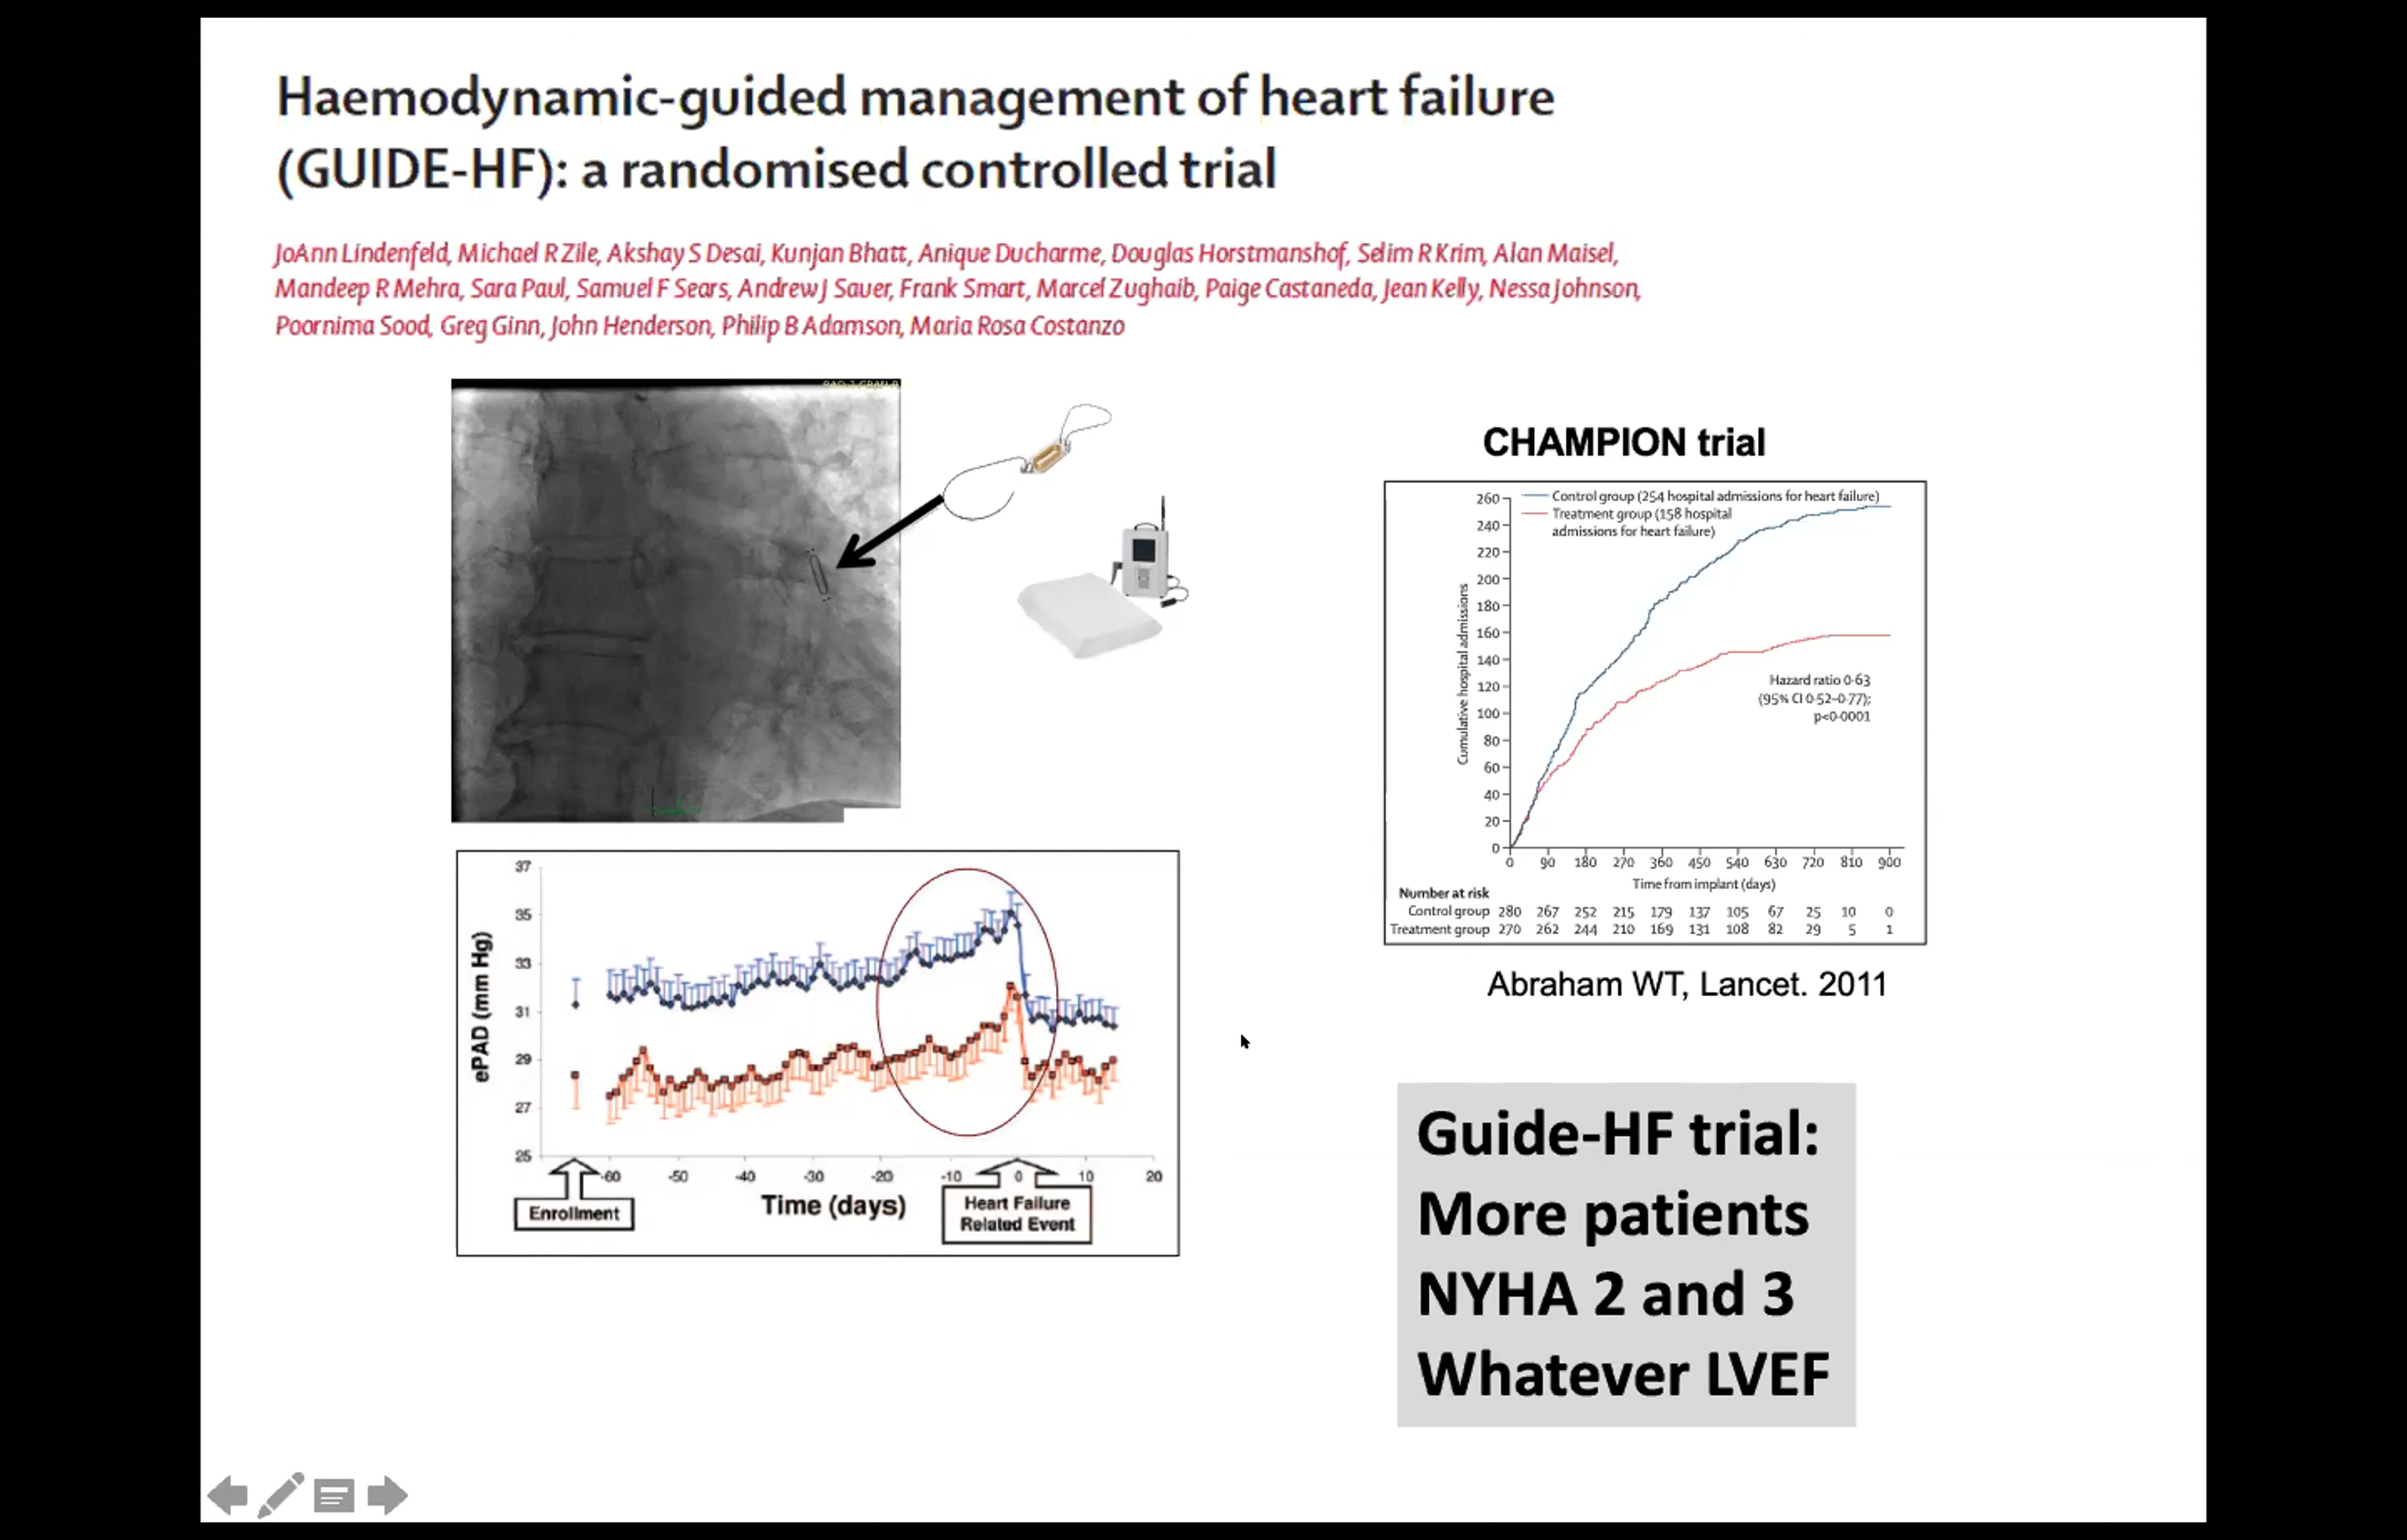 Haemodynamic-guided management of heart failure
(GUIDE-HF): a randomised controlled trial
JoAnn Lindenfeld, Michael R Zile, Akshay S Desai, Kunjan Bhatt, Anique Ducharme, Douglas Horstmanshof, Selim R Krim, Alan Maisel,
Mandeep R Mehra, Sara Paul, Samuel F Sears, Andrew J Sauer, Frank Smart, Marcel Zughaib, Paige Castaneda, Jean Kelly, Nessa Johnson,
Poornima Sood, Greg Ginn, John Henderson, Philip B Adamson, Maria Rosa Costanzo
CHAMPION trial
Control group (254 hospital admissions for heart failure)
Treatment group (158 hospital
admissions for heart failure)
260
240
220
200
180
160
140
120
100
80
60
40
20
0
Cumulative hospital admissions
Hazard ratio 0·63
(95% CI 0·52–0·77);
p<0·0001
0 90 180 270 360 450 540 630 720 810 900
Time from implant (days)
Number at risk
Control group 280 267 252 215 179 137 105 67 25 10 0
Treatment group 270 262 244 210 169 131 108 82 29 5 1
Abraham WT, Lancet. 2011
37
35
33
31
29
27
25
ePAD (mm Hg)
-60 -50 -40 -30 -20 -10 0 10 20
Time (days)
Enrollment
Heart Failure
Related Event
Guide-HF trial:
More patients
NYHA 2 and 3
Whatever LVEF